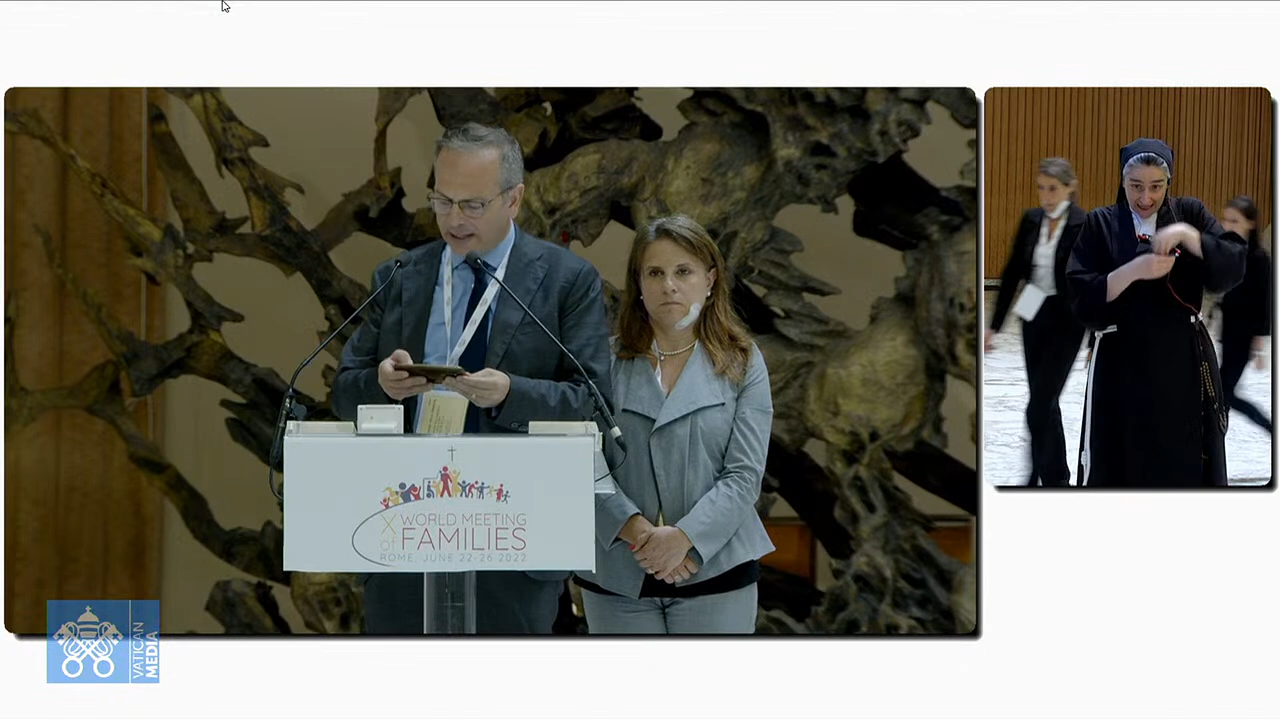 X WORLD MEETING
OF FAMILIES
ROME, JUNE 22-26 2022
VATICAN
MEDIA